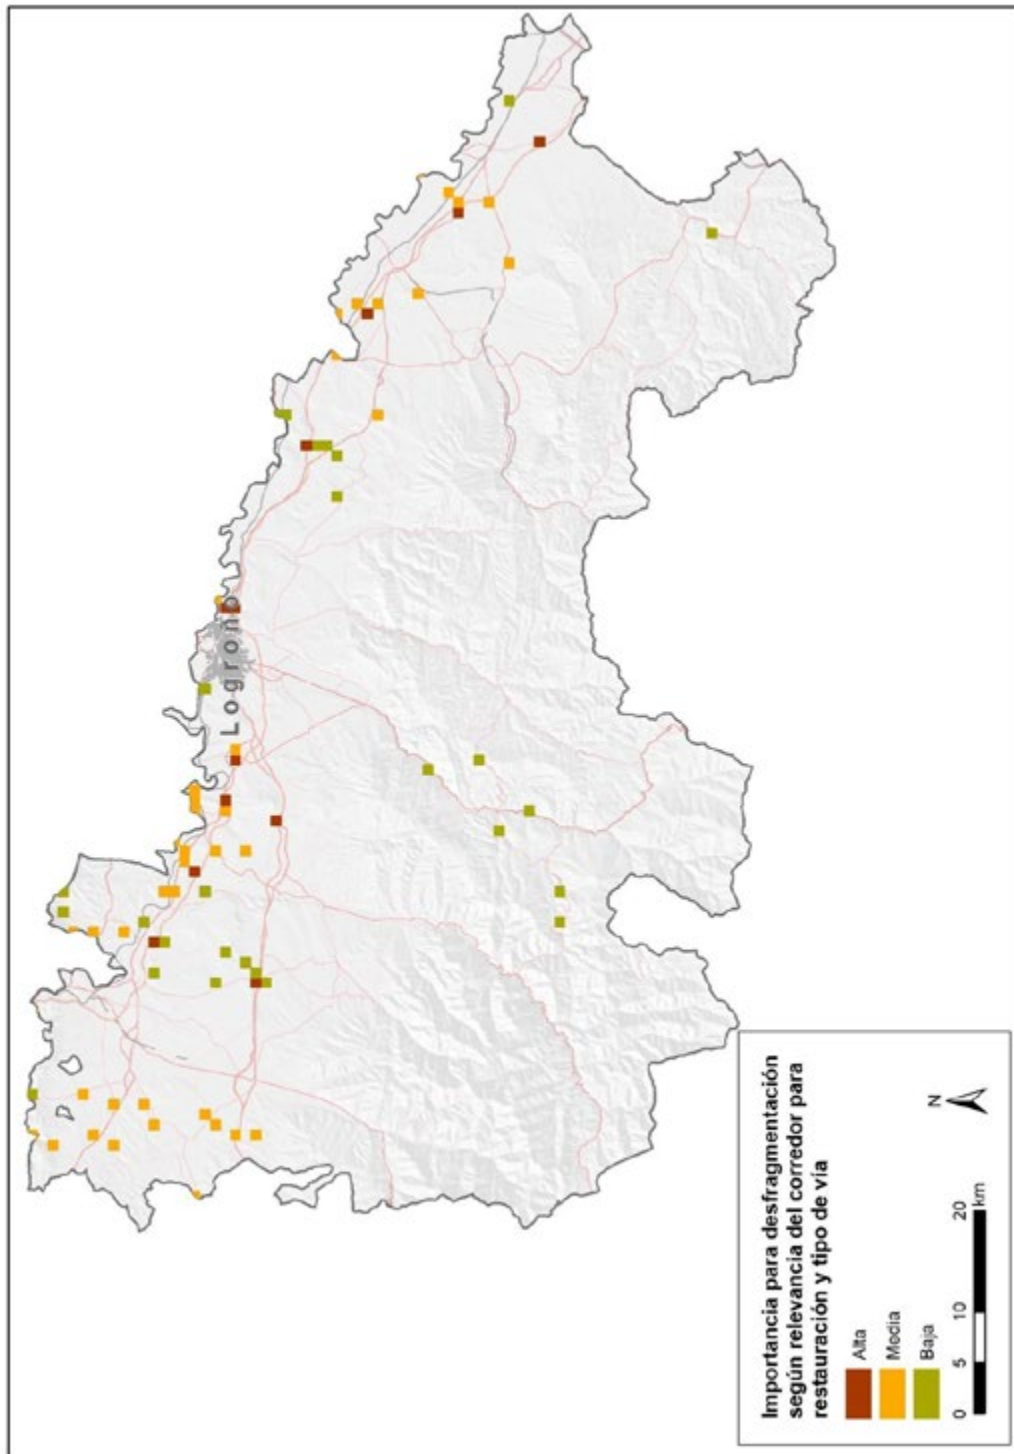 Logroño
Importancia para desfragmentación
según relevancia del corredor para
restauración y tipo de vía
Alta
Media
Baja
N
0 5 10 20
km